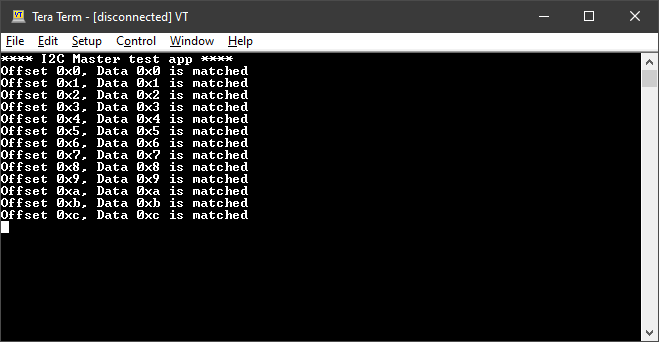 Tera Term - [disconnected] VT
File Edit Setup Control Window Help
**** I2C Master test app ****
Offset 0x0, Data 0x0 is matched
Offset 0x1, Data 0x1 is matched
Offset 0x2, Data 0x2 is matched
Offset 0x3, Data 0x3 is matched
Offset 0x4, Data 0x4 is matched
Offset 0x5, Data 0x5 is matched
Offset 0x6, Data 0x6 is matched
Offset 0x7, Data 0x7 is matched
Offset 0x8, Data 0x8 is matched
Offset 0x9, Data 0x9 is matched
Offset 0xa, Data 0xa is matched
Offset 0xb, Data 0xb is matched
Offset 0xc, Data 0xc is matched